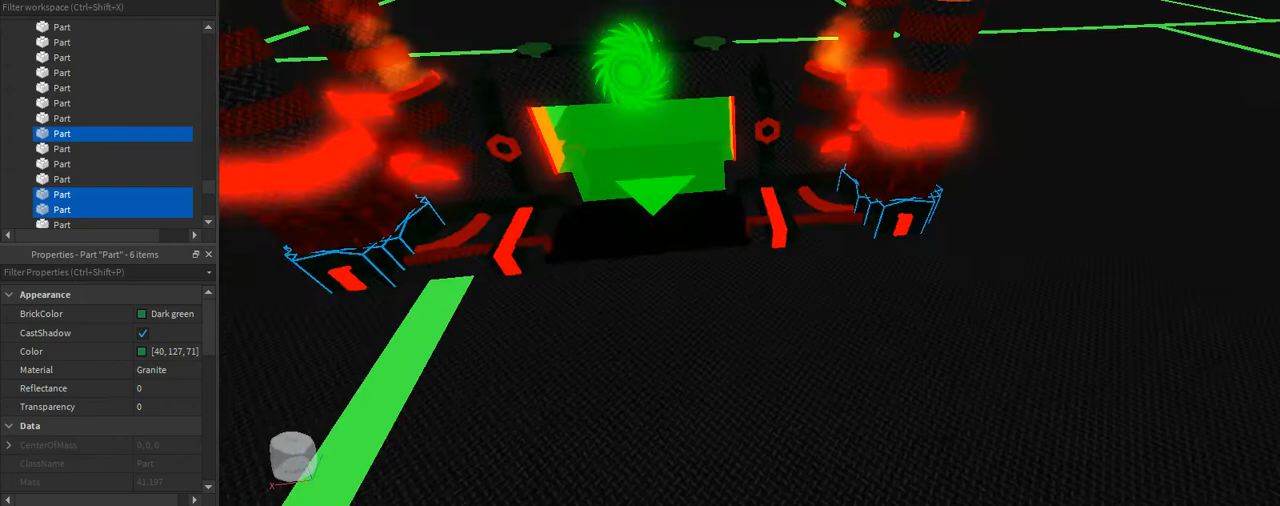 Filter workspace (Ctrl+Shift+X)
Part
Part
Part
Part
Part
Part
Part
Part
Part
Part
Part
Part
Part
Part
Properties - Part "Part" - 6 items
Filter Properties (Ctrl+Shift+P)
Appearance
BrickColor Dark green
CastShadow
Color [40, 127, 71]
Material Granite
Reflectance 0
Transparency 0
Data
CenterOfMass 0, 0, 0
ClassName Part
Mass 41.197
X